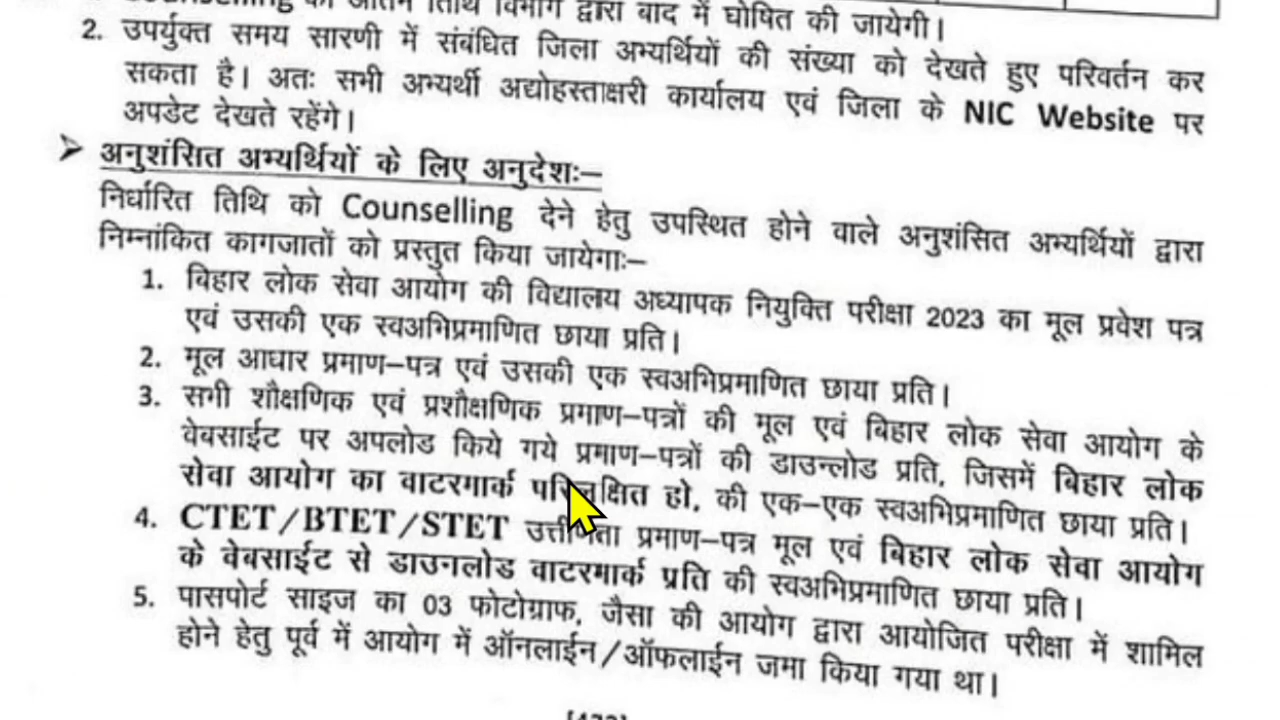 Counselling की अंतिम तिथि विभाग द्वारा बाद में घोषित की जायेगी।
2. उपर्युक्त समय सारणी में संबंधित जिला अभ्यर्थियों की संख्या को देखते हुए परिवर्तन कर
सकता है। अतः सभी अभ्यर्थी अद्योहस्ताक्षरी कार्यालय एवं जिला के NIC Website पर
अपडेट देखते रहेंगे।
➢ अनुशंसित अभ्यर्थियों के लिए अनुदेशः–
निर्धारित तिथि को Counselling देने हेतु उपस्थित होने वाले अनुशंसित अभ्यर्थियों द्वारा
निम्नांकित कागजातों को प्रस्तुत किया जायेगाः–
1. बिहार लोक सेवा आयोग की विद्यालय अध्यापक नियुक्ति परीक्षा 2023 का मूल प्रवेश पत्र
एवं उसकी एक स्वअभिप्रमाणित छाया प्रति।
2. मूल आधार प्रमाण–पत्र एवं उसकी एक स्वअभिप्रमाणित छाया प्रति।
3. सभी शौक्षणिक एवं प्रशौक्षणिक प्रमाण–पत्रों की मूल एवं बिहार लोक सेवा आयोग के
वेबसाईट पर अपलोड किये गये प्रमाण–पत्रों की डाउन्लोड प्रति, जिसमें बिहार लोक
सेवा आयोग का वाटरमार्क परिलक्षित हो, की एक–एक स्वअभिप्रमाणित छाया प्रति।
4. CTET/BTET/STET उत्तीर्णता प्रमाण–पत्र मूल एवं बिहार लोक सेवा आयोग
के वेबसाईट से डाउनलोड वाटरमार्क प्रति की स्वअभिप्रमाणित छाया प्रति।
5. पासपोर्ट साइज का 03 फोटोग्राफ, जैसा की आयोग द्वारा आयोजित परीक्षा में शामिल
होने हेतु पूर्व में आयोग में ऑनलाईन/ऑफलाईन जमा किया गया था।